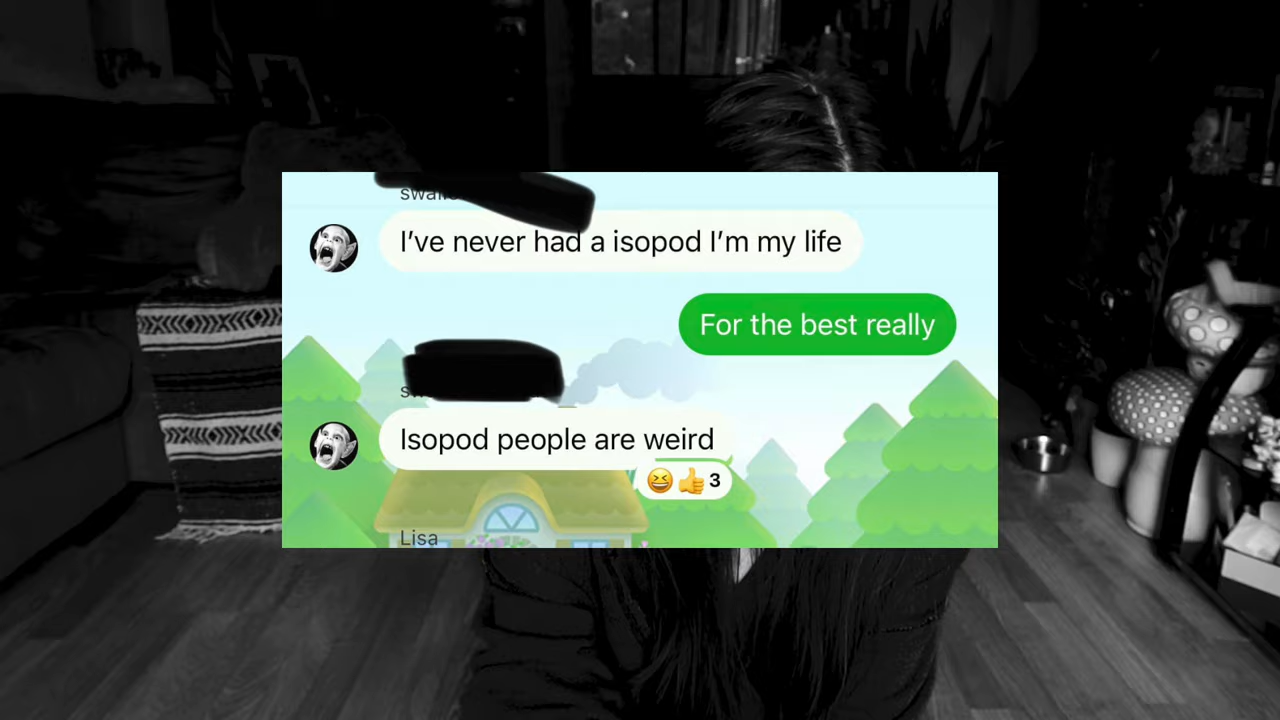 I've never had a isopod I'm my life
For the best really
Isopod people are weird
3
Lisa